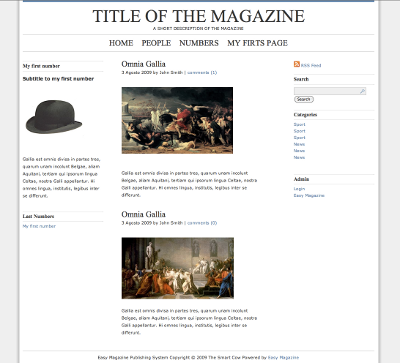 TITLE OF THE MAGAZINE
A SHORT DESCRIPTION OF THE MAGAZINE
HOME PEOPLE NUMBERS MY FIRTS PAGE
My first number
Subtitle to my first number
Gallia est omnis divisa in partes tres,
quarum unam incolunt Belgae, aliam
Aquitani, tertiam qui ipsorum lingua
Celtae, nostra Galli appellantur. Hi
omnes lingua, institutis, legibus inter
se differunt.
Last Numbers
My first number
Omnia Gallia
3 Agosto 2009 by John Smith | comments (1)
Gallia est omnis divisa in partes tres,
quarum unam incolunt Belgae, aliam
Aquitani, tertiam qui ipsorum lingua Celtae, nostra
Galli appellantur. Hi omnes lingua, institutis, legibus inter se
differunt.
Omnia Gallia
3 Agosto 2009 by John Smith | comments (0)
Gallia est omnis divisa in partes tres, quarum unam incolunt
Belgae, aliam Aquitani, tertiam qui ipsorum lingua Celtae, nostra
Galli appellantur. Hi omnes lingua, institutis, legibus inter se
differunt.
RSS Feed
Search
Search
Categories
Sport
Sport
Sport
News
News
News
Admin
Login
Easy Magazine
Easy Magazine Publishing System Copyright © 2009 The Smart Cow Powered by Easy Magazine